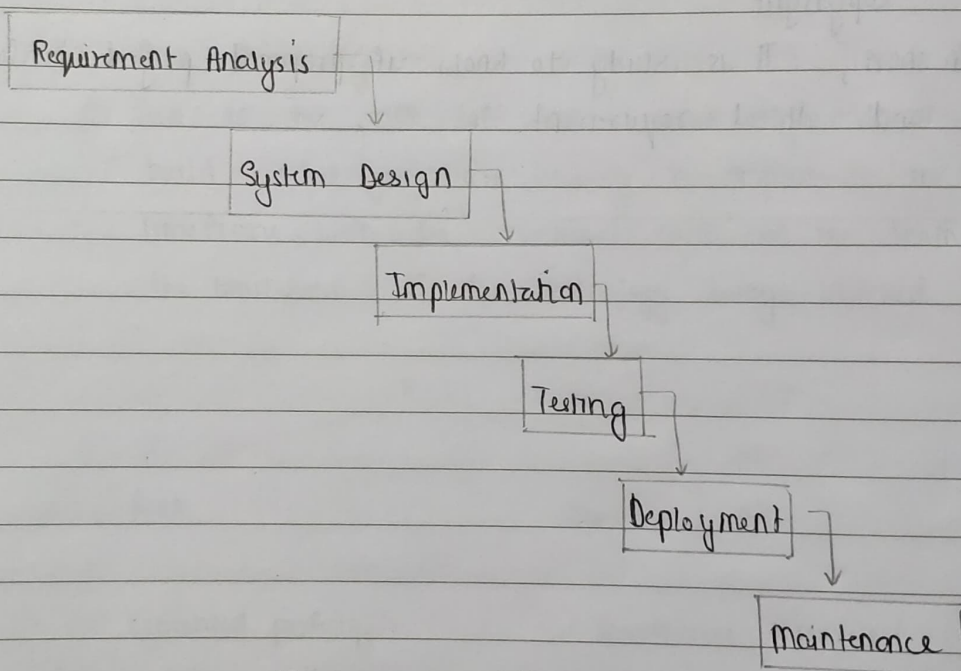 Requirement Analysis
System Design
Implementation
Testing
Deployment
Maintenance